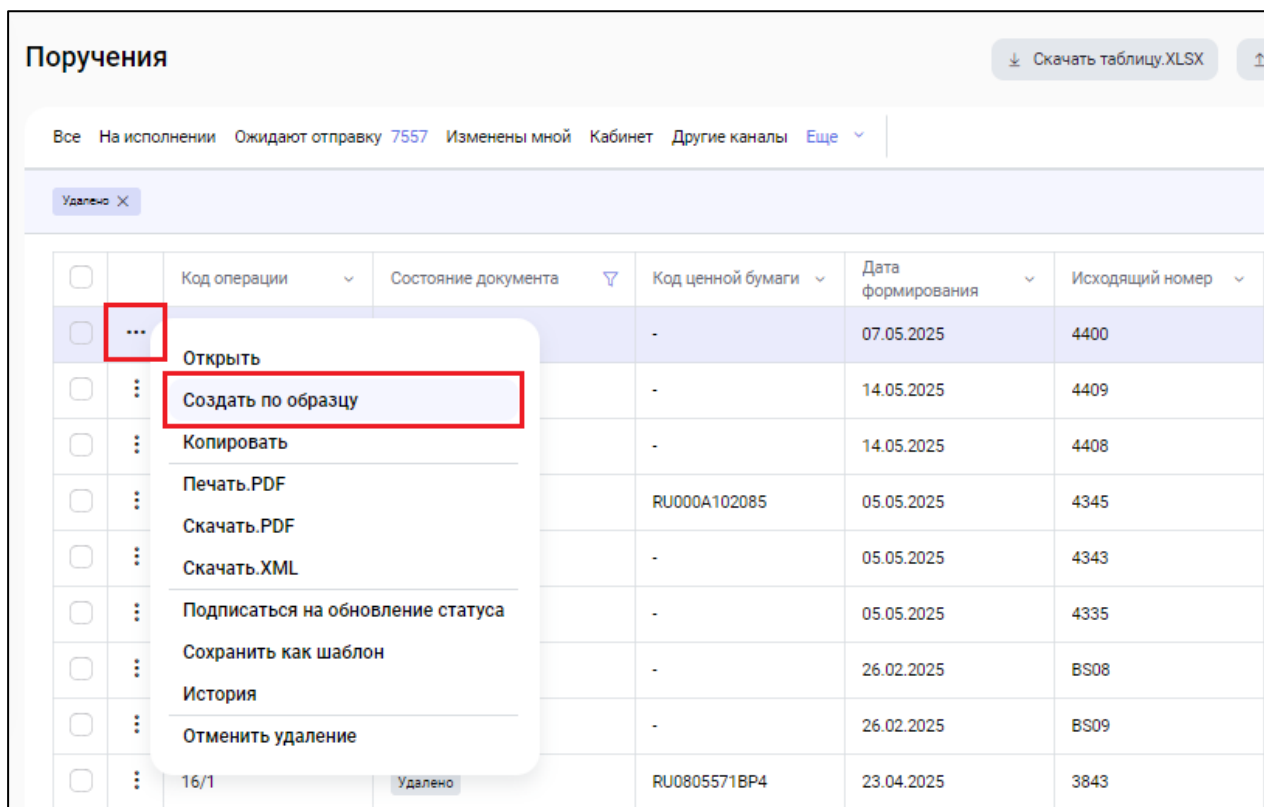 Поручения
Скачать таблицу.XLSX
Все На исполнении Ожидают отправку 7557 Изменены мной Кабинет Другие каналы Еще
Удалено
Код операции Состояние документа Код ценной бумаги Дата формирования Исходящий номер
- 07.05.2025 4400
Открыть
Создать по образцу
- 14.05.2025 4409
Копировать
- 14.05.2025 4408
Печать.PDF
RU000A102085 05.05.2025 4345
Скачать.PDF
Скачать.XML
- 05.05.2025 4343
Подписаться на обновление статуса
- 05.05.2025 4335
Сохранить как шаблон
- 26.02.2025 BS08
История
- 26.02.2025 BS09
Отменить удаление
16/1 Удалено RU0805571BP4 23.04.2025 3843